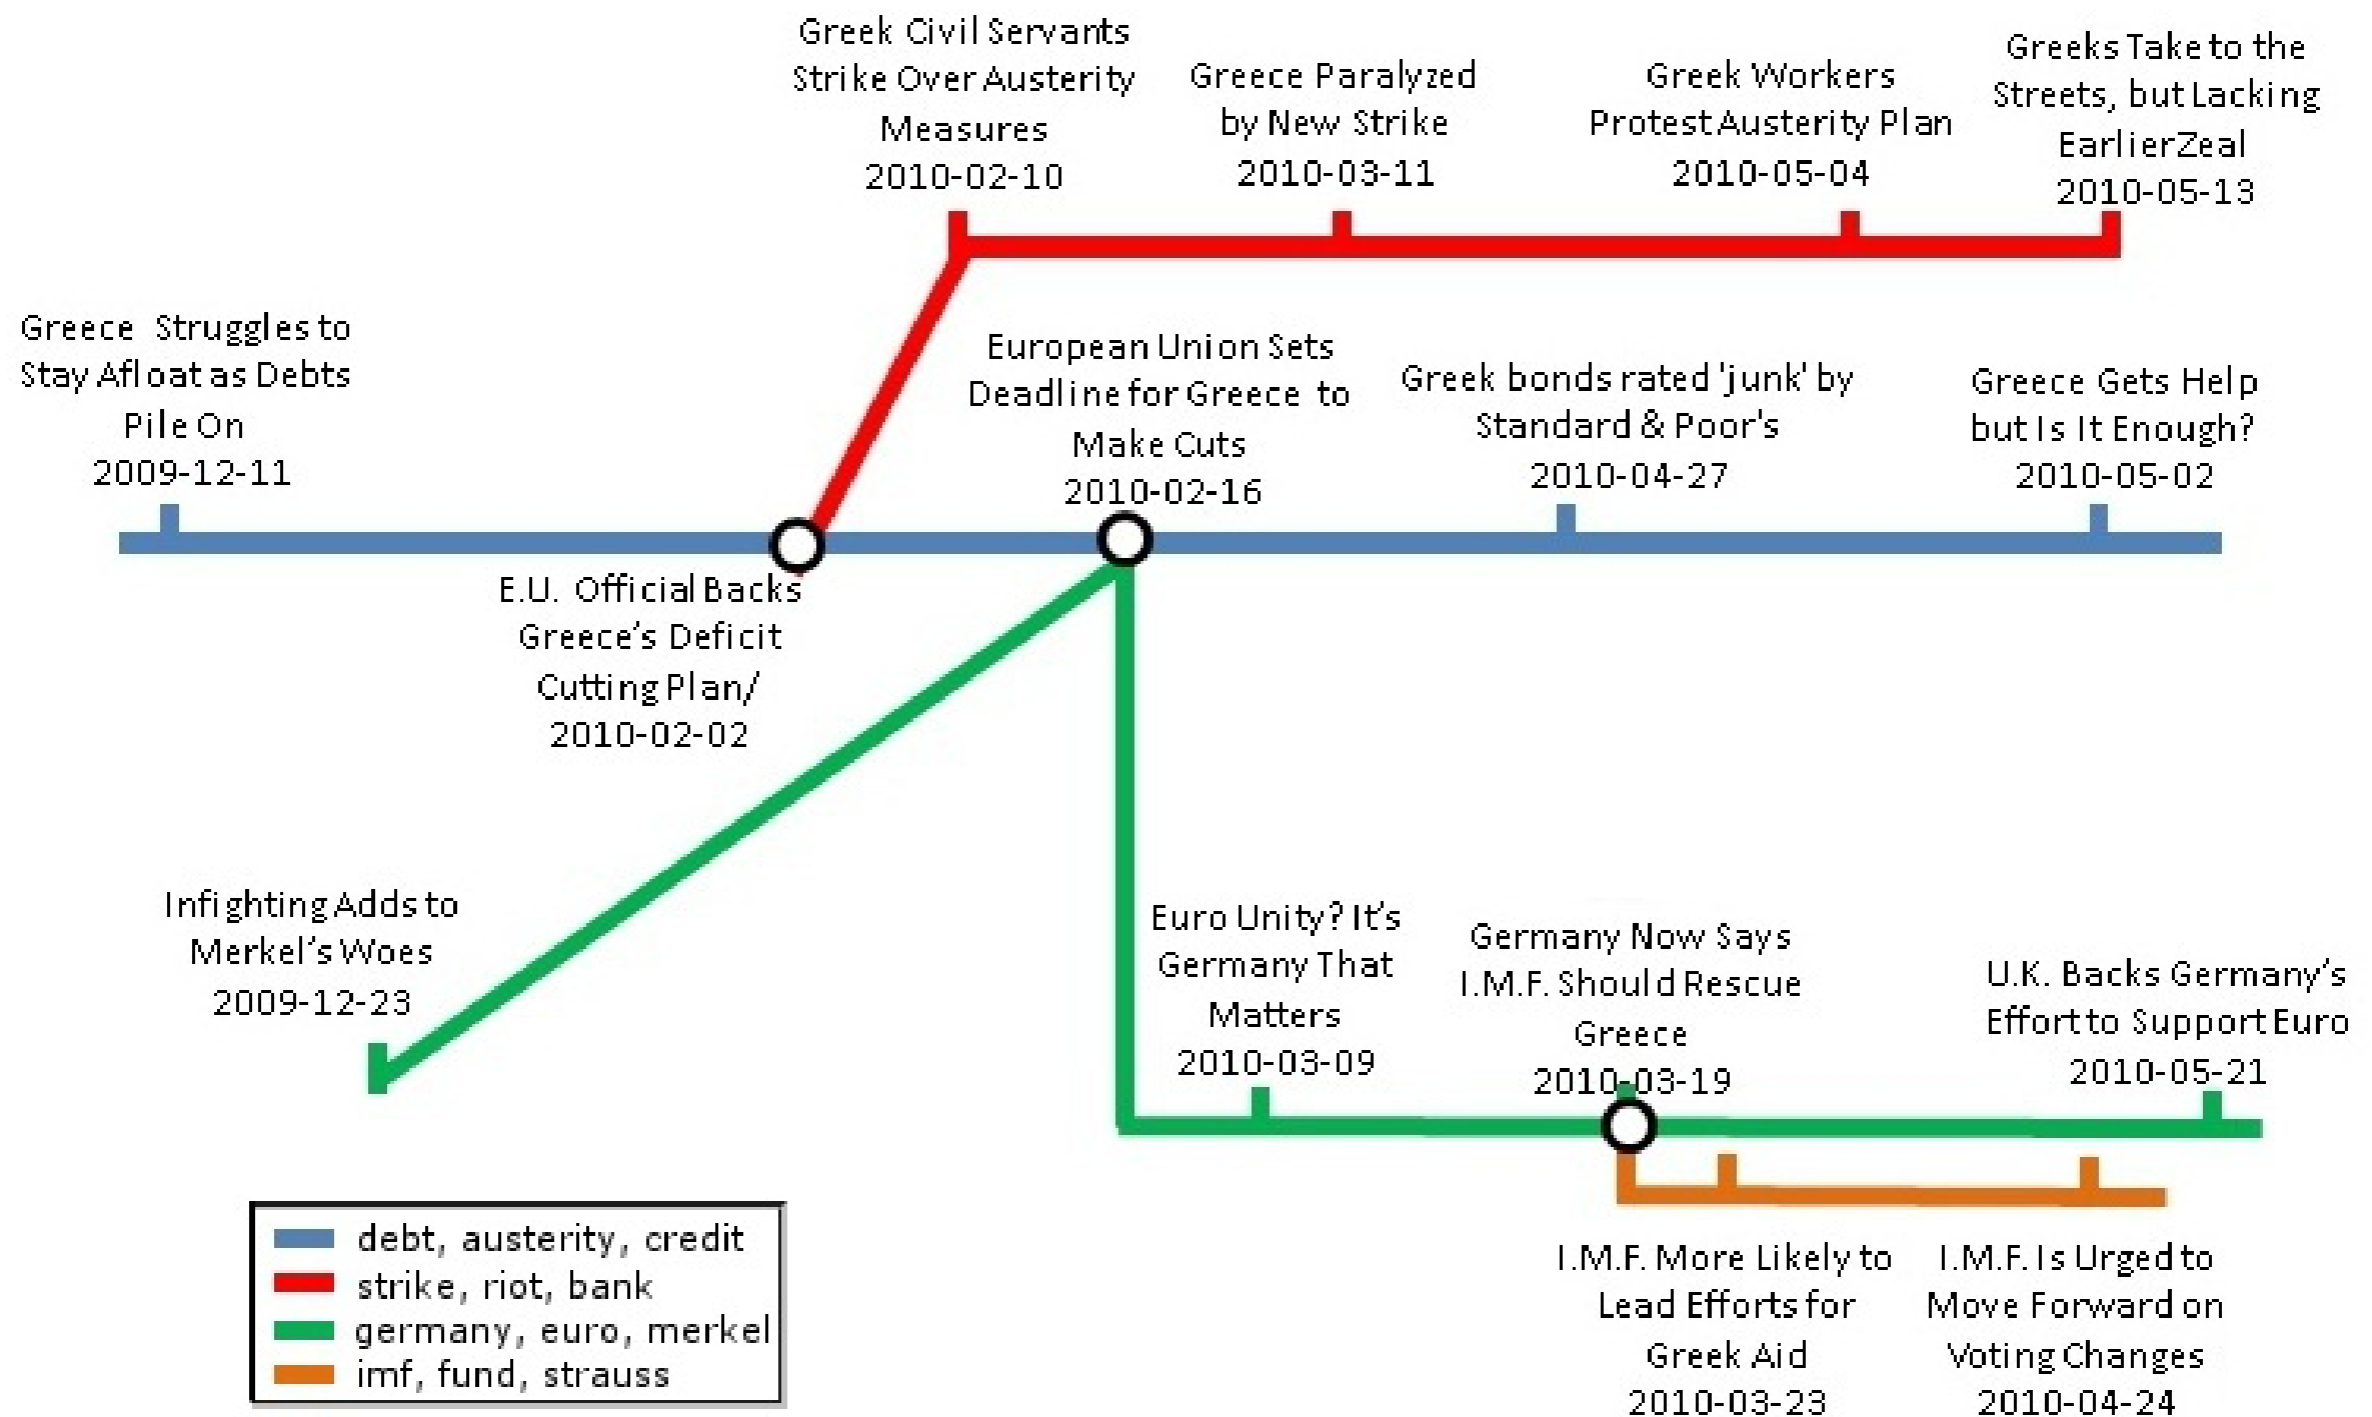 Greek Civil Servants
Strike Over Austerity
Measures
2010-02-10
Greece Paralyzed
by New Strike
2010-03-11
Greek Workers
Protest Austerity Plan
2010-05-04
Greeks Take to the
Streets, but Lacking
Earlier Zeal
2010-05-13
Greece Struggles to
Stay Afloat as Debts
Pile On
2009-12-11
European Union Sets
Deadline for Greece to
Make Cuts
2010-02-16
Greek bonds rated 'junk' by
Standard & Poor's
2010-04-27
Greece Gets Help
but Is It Enough?
2010-05-02
E.U. Official Backs
Greece's Deficit
Cutting Plan/
2010-02-02
Infighting Adds to
Merkel's Woes
2009-12-23
Euro Unity? It's
Germany That
Matters
2010-03-09
Germany Now Says
I.M.F. Should Rescue
Greece
2010-03-19
U.K. Backs Germany's
Effort to Support Euro
2010-05-21
I.M.F. More Likely to
Lead Efforts for
Greek Aid
2010-03-23
I.M.F. Is Urged to
Move Forward on
Voting Changes
2010-04-24
debt, austerity, credit
strike, riot, bank
germany, euro, merkel
imf, fund, strauss